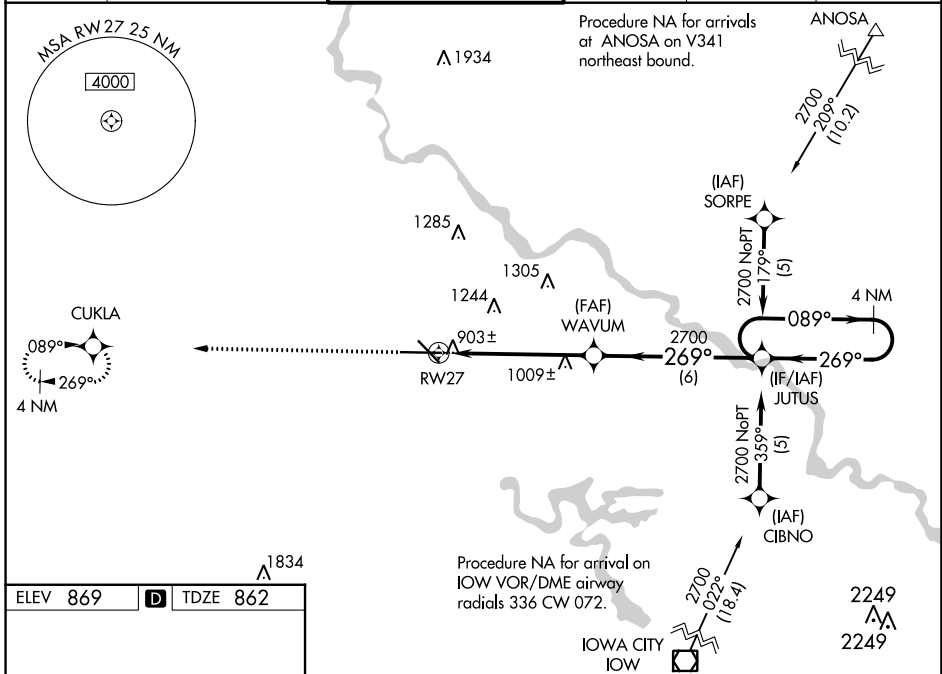 MSA RW27 25 NM
4000
1934
Procedure NA for arrivals
at ANOSA on V341
northeast bound.
ANOSA
2700
209°
(10.2)
(IAF)
SORPE
2700 NoPT
179°
(5)
1285
1305
1244
903±
(FAF)
WAVUM
2700
269°
(6)
089°
4 NM
269°
(IF/IAF)
JUTUS
CUKLA
089°
269°
4 NM
RW27
1009±
2700 NoPT
359°
(5)
(IAF)
CIBNO
1834
Procedure NA for arrival on
IOW VOR/DME airway
radials 336 CW 072.
2700
022°
(18.4)
IOWA CITY
IOW
2249
2249
ELEV 869 D TDZE 862